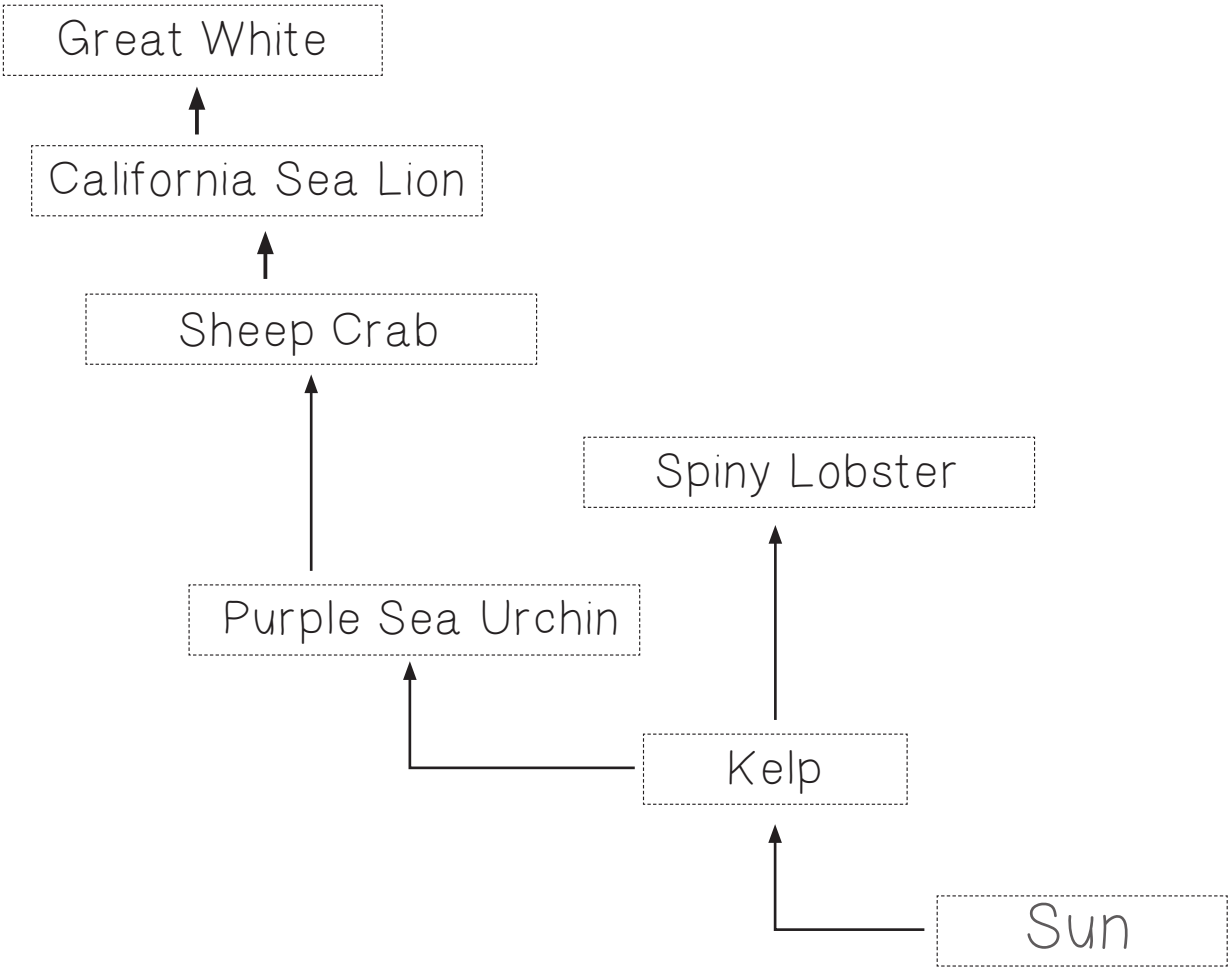 Great White
California Sea Lion
Sheep Crab
Spiny Lobster
Purple Sea Urchin
Kelp
Sun